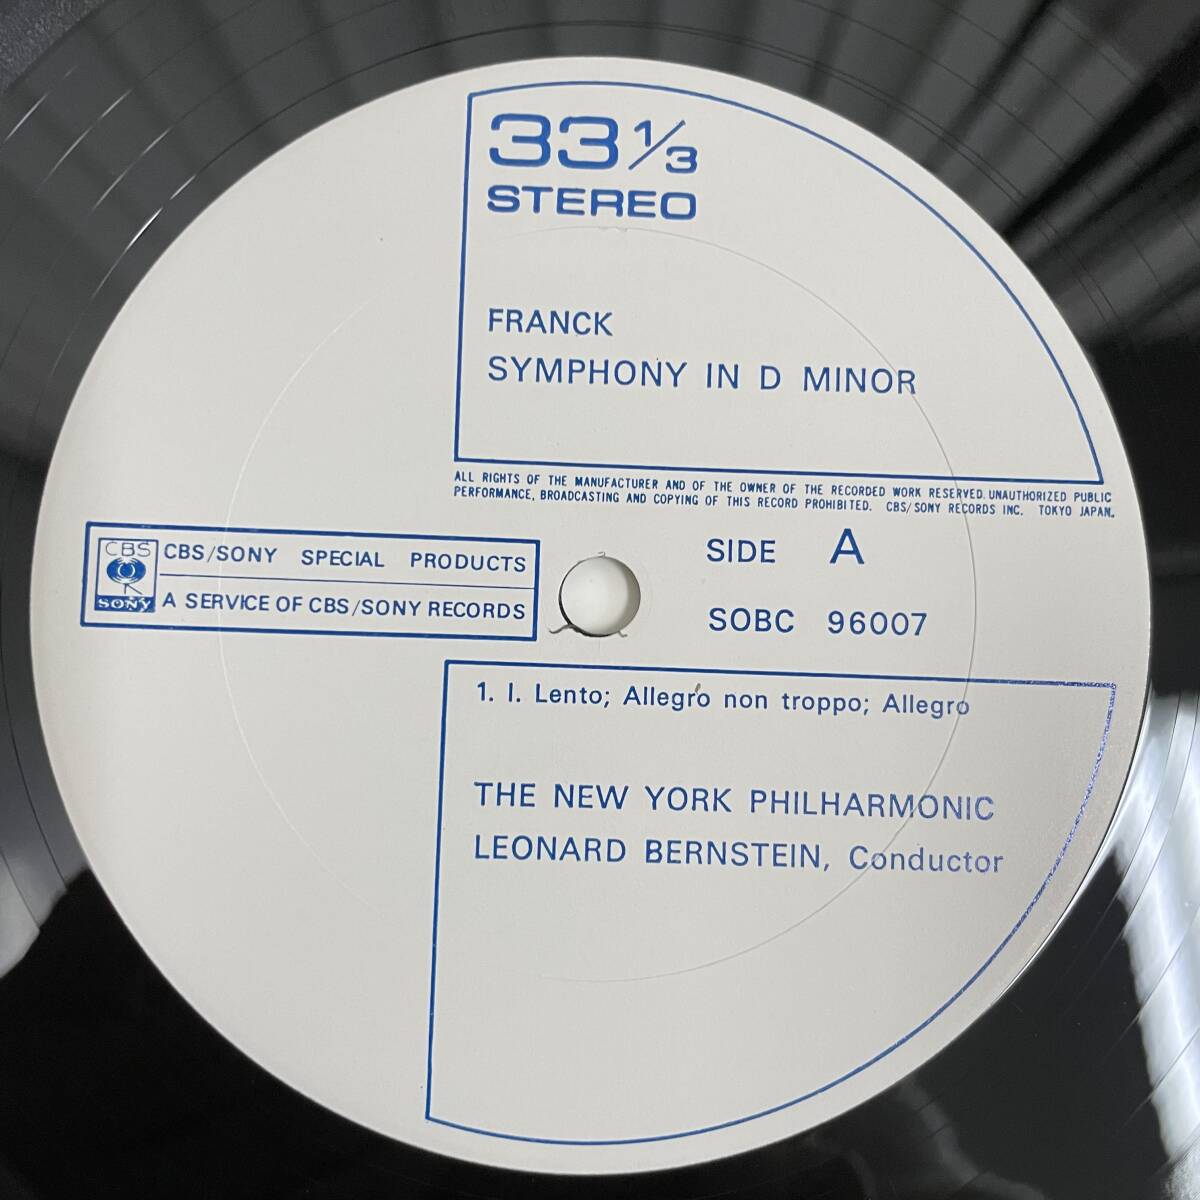 33 1/3
STEREO
FRANCK
SYMPHONY IN D MINOR
ALL RIGHTS OF THE MANUFACTURER AND OF THE OWNER OF THE RECORDED WORK RESERVED. UNAUTHORIZED PUBLIC
PERFORMANCE, BROADCASTING AND COPYING OF THIS RECORD PROHIBITED. CBS/SONY RECORDS INC. TOKYO JAPAN.
CBS
SONY
CBS/SONY SPECIAL PRODUCTS
A SERVICE OF CBS/SONY RECORDS
SIDE A
SOBC 96007
1. I. Lento; Allegro non troppo; Allegro
THE NEW YORK PHILHARMONIC
LEONARD BERNSTEIN, Conductor